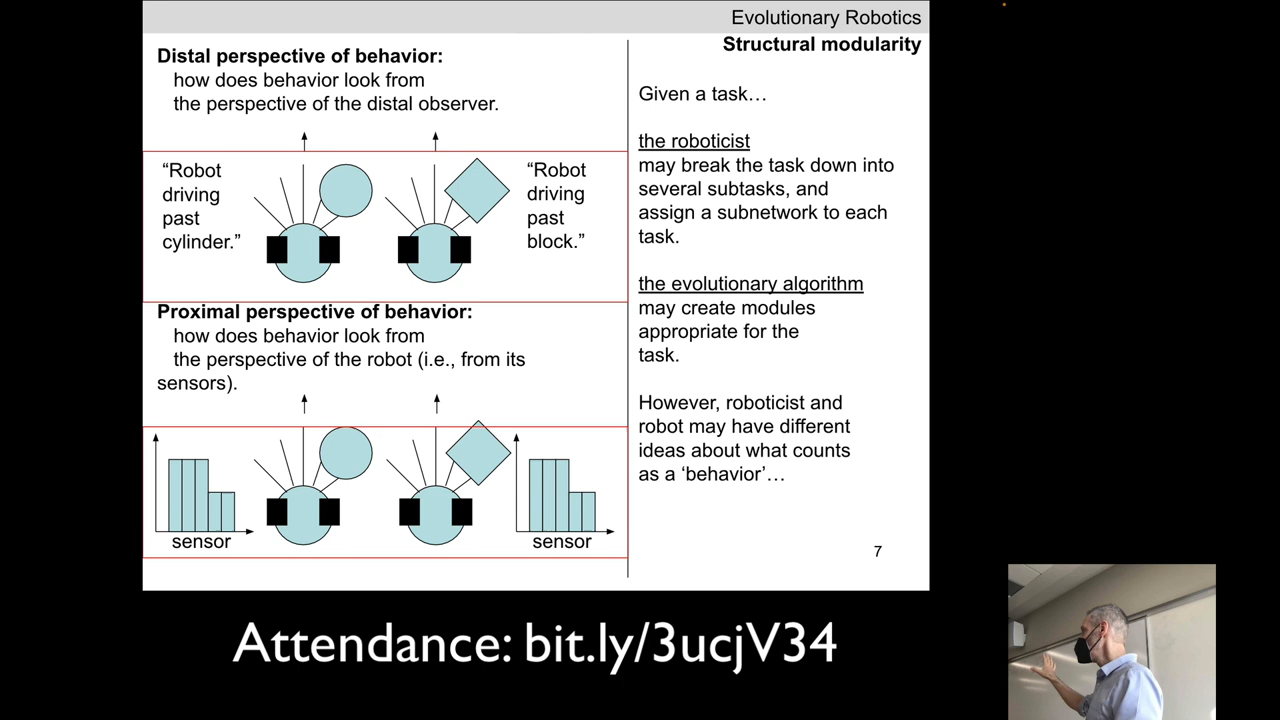 Evolutionary Robotics
Structural modularity
Distal perspective of behavior:
how does behavior look from
the perspective of the distal observer.
“Robot
driving
past
cylinder.”
“Robot
driving
past
block.”
Proximal perspective of behavior:
how does behavior look from
the perspective of the robot (i.e., from its
sensors).
sensor
sensor
Given a task…
the roboticist
may break the task down into
several subtasks, and
assign a subnetwork to each
task.
the evolutionary algorithm
may create modules
appropriate for the
task.
However, roboticist and
robot may have different
ideas about what counts
as a ‘behavior’…
7
Attendance: bit.ly/3ucjV34